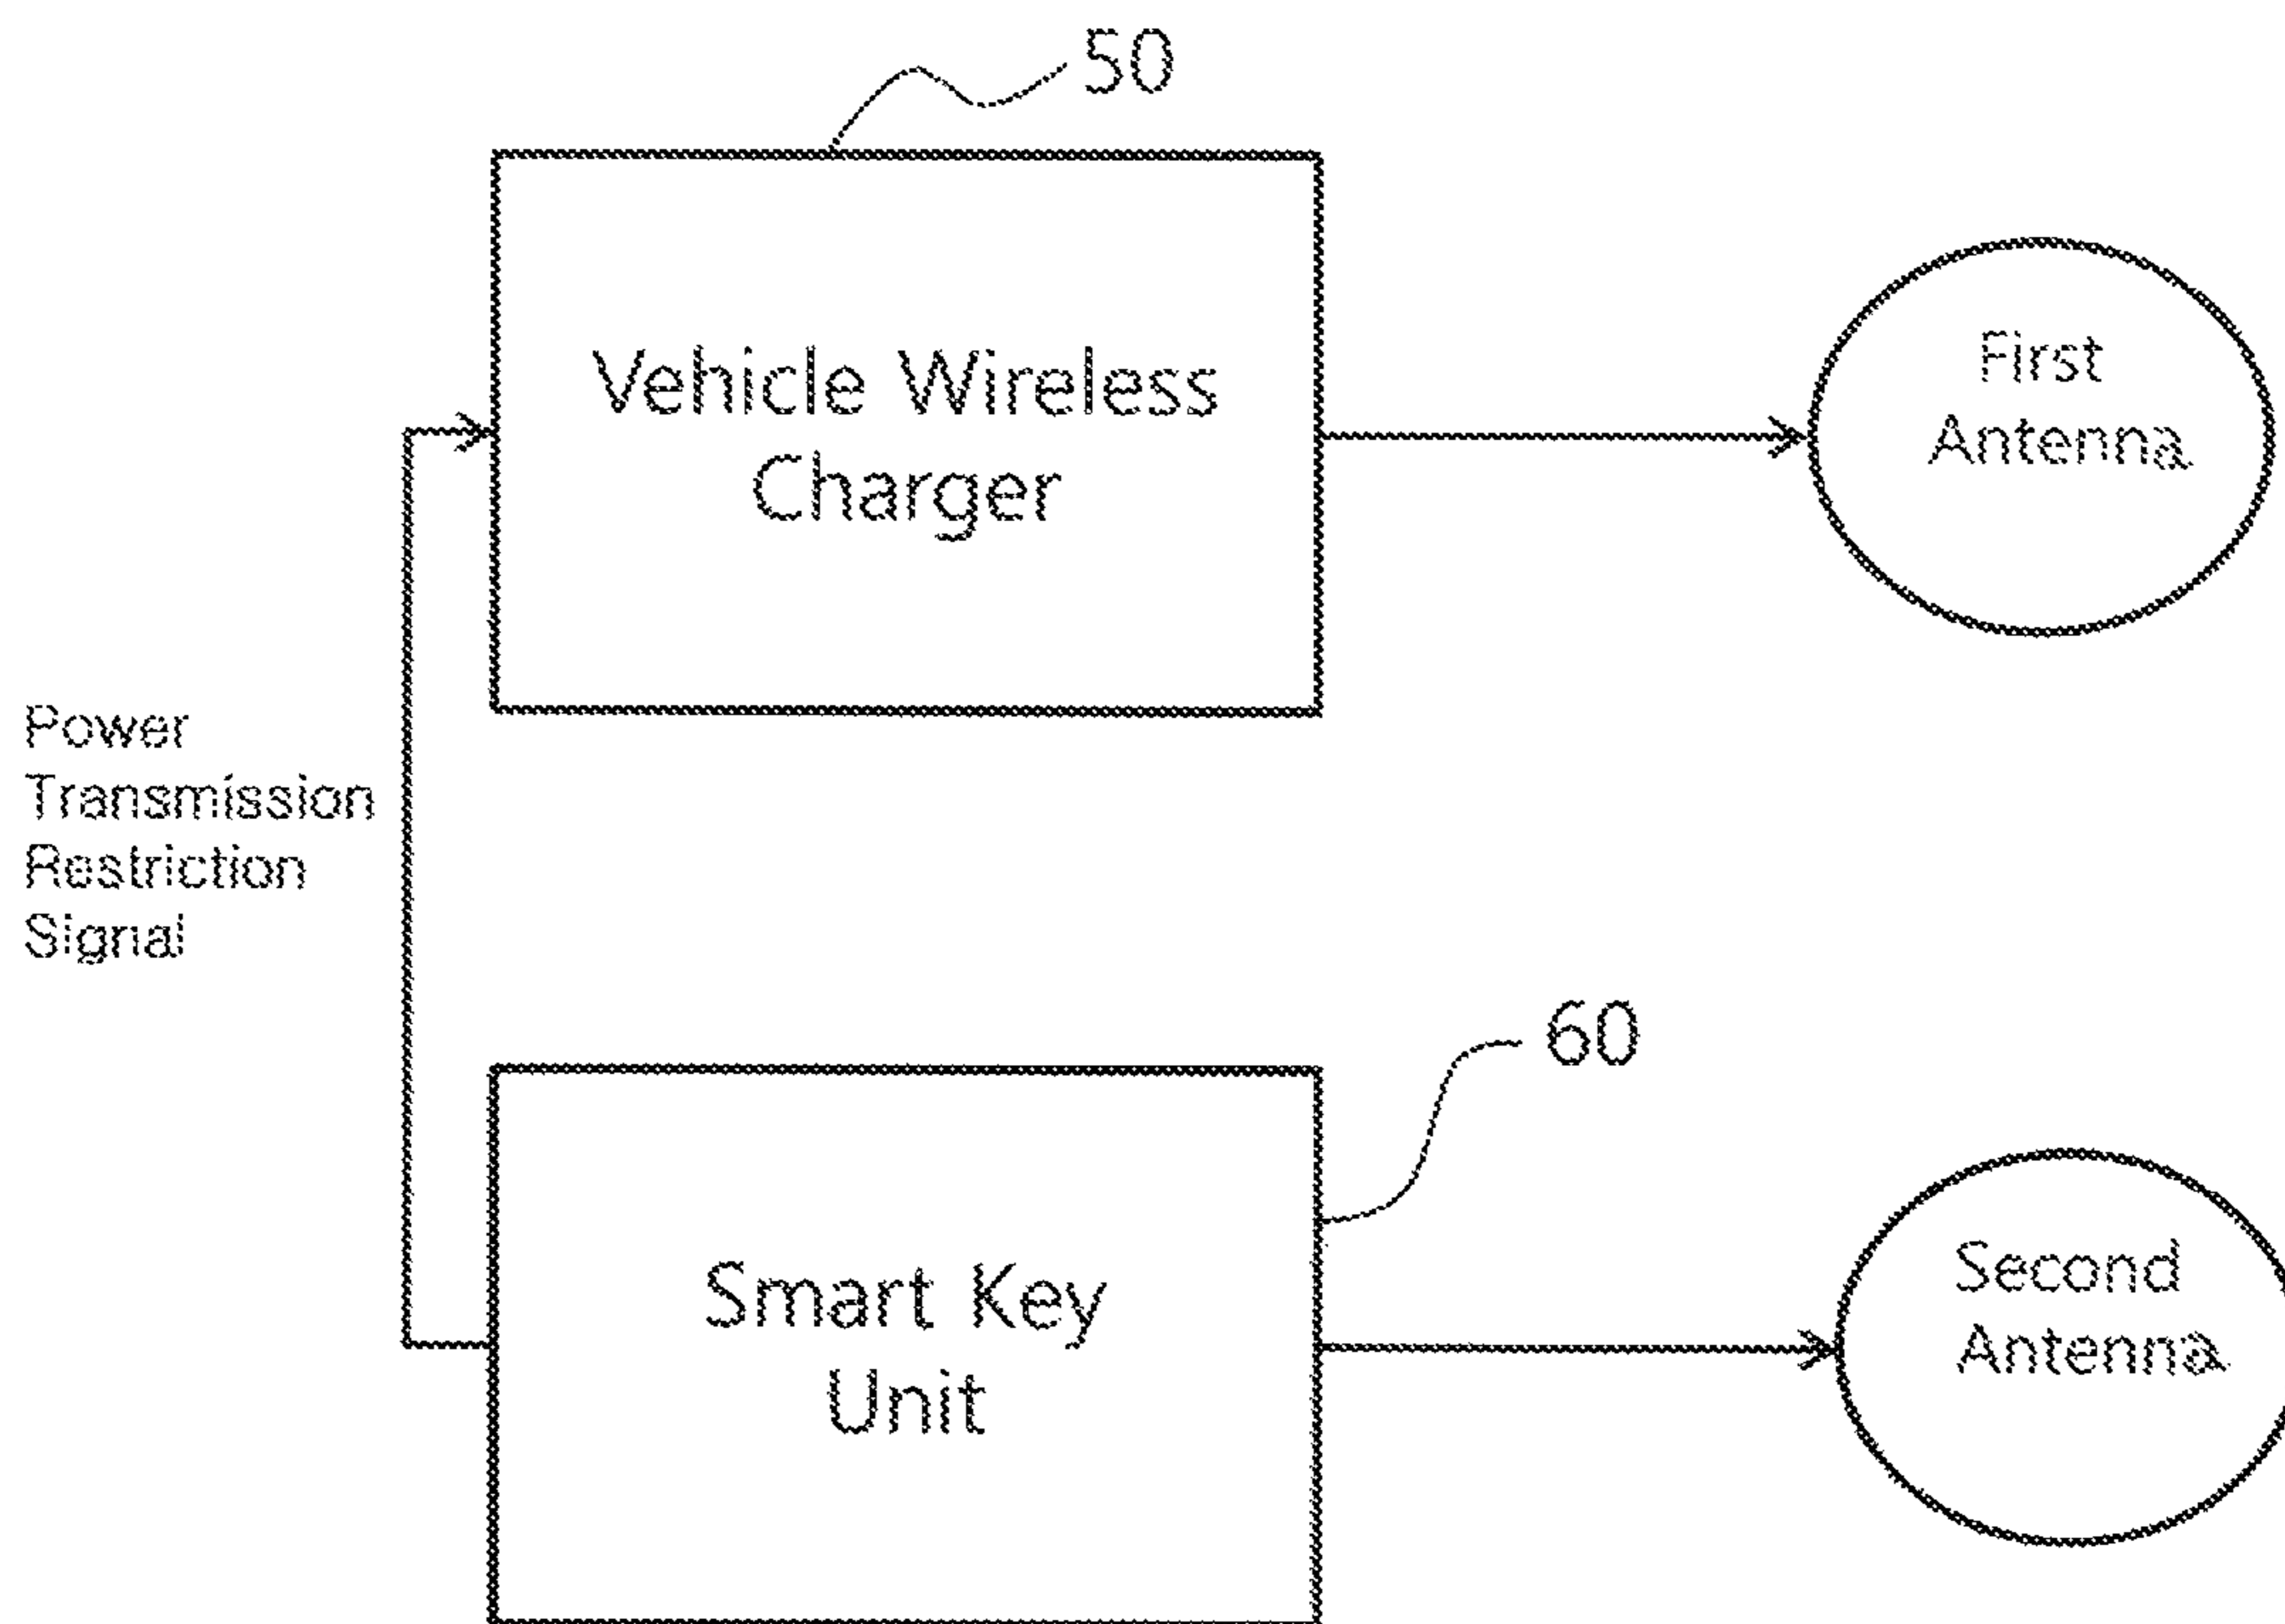 50
Vehicle Wireless
Charger
First
Antenna
Power
Transmission
Restriction
Signal
60
Smart Key
Unit
Second
Antenna